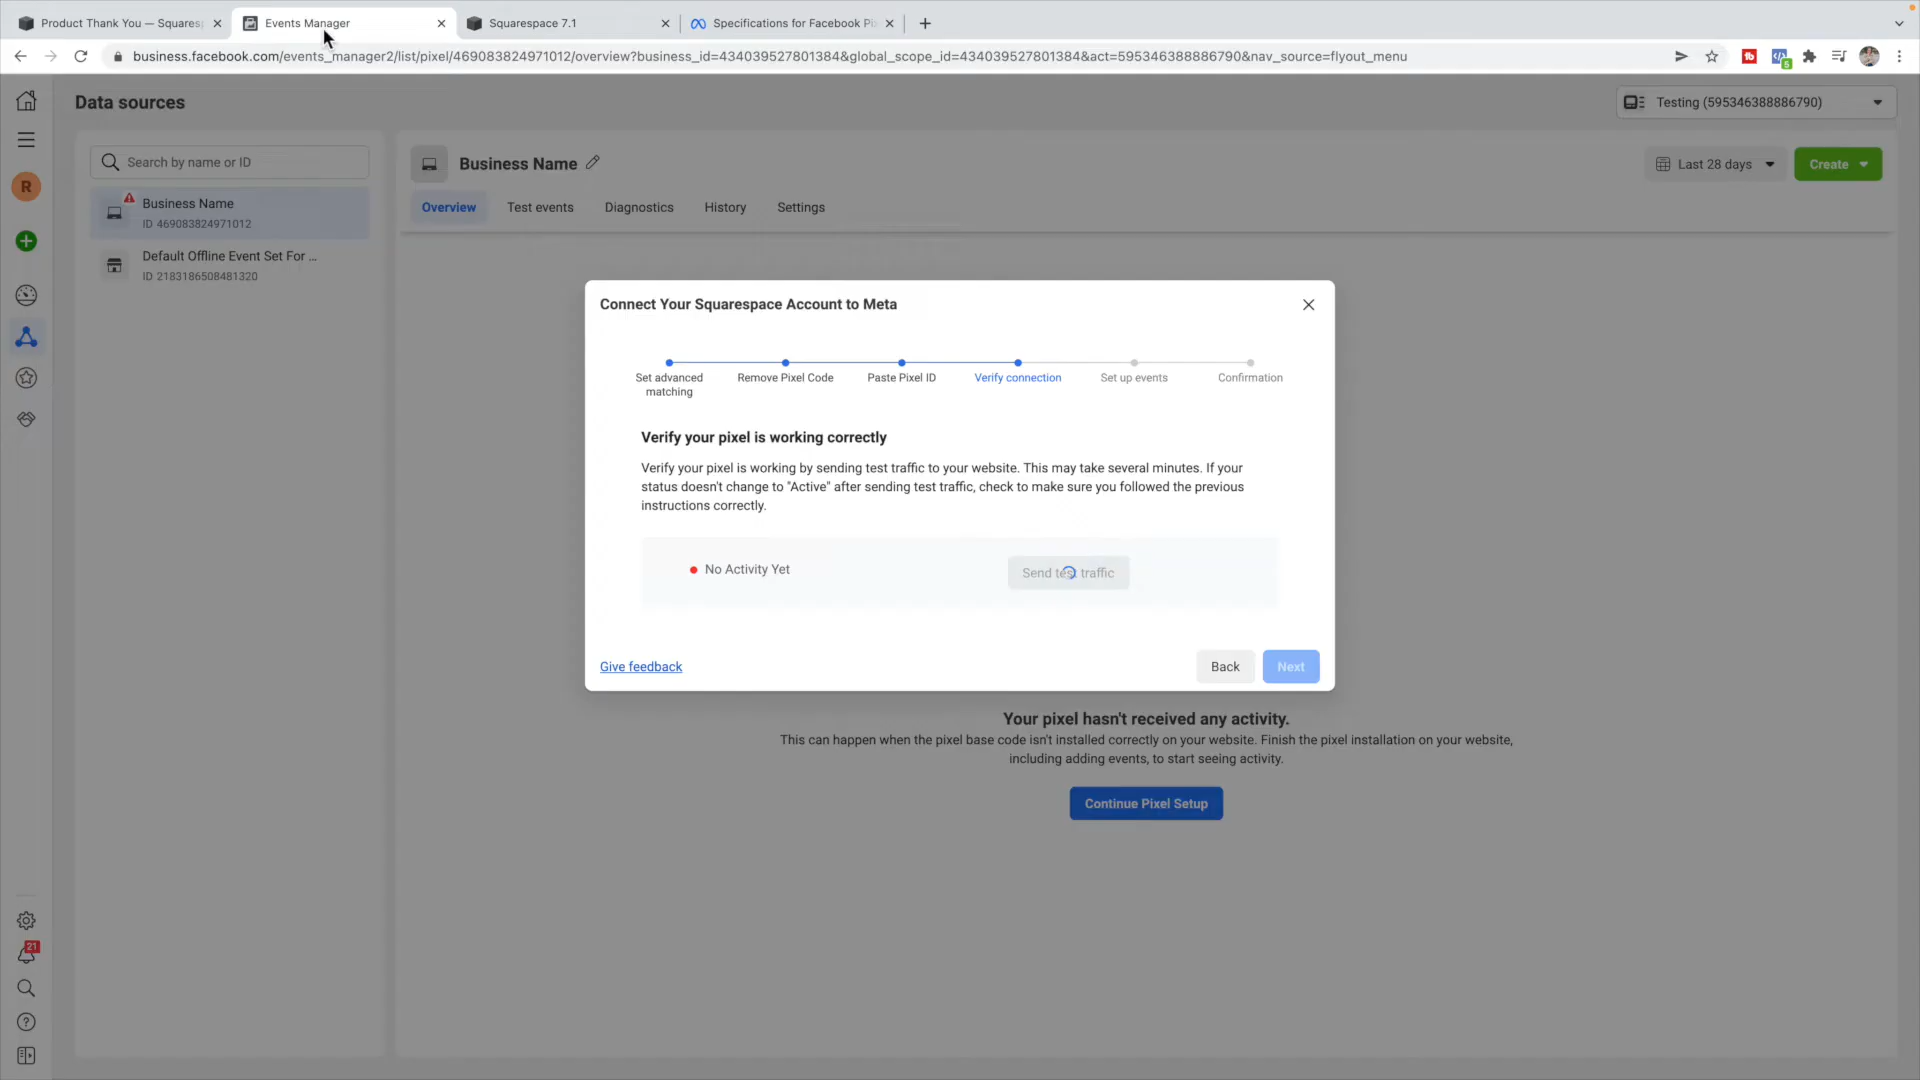 Product Thank You — Squares
Events Manager
Squarespace 7.1
Specifications for Facebook Pi
business.facebook.com/events_manager2/list/pixel/469083824971012/overview?business_id=434039527801384&global_scope_id=434039527801384&act=595346388886790&nav_source=flyout_menu
5
Data sources
Testing (595346388886790)
R
Search by name or ID
Business Name
ID 469083824971012
Default Offline Event Set For ...
ID 2183186508481320
Business Name
Last 28 days
Create
Overview
Test events
Diagnostics
History
Settings
Connect Your Squarespace Account to Meta
Set advanced
matching
Remove Pixel Code
Paste Pixel ID
Verify connection
Set up events
Confirmation
Verify your pixel is working correctly
Verify your pixel is working by sending test traffic to your website. This may take several minutes. If your
status doesn't change to "Active" after sending test traffic, check to make sure you followed the previous
instructions correctly.
No Activity Yet
Send test traffic
Give feedback
Back
Next
Your pixel hasn't received any activity.
This can happen when the pixel base code isn't installed correctly on your website. Finish the pixel installation on your website,
including adding events, to start seeing activity.
Continue Pixel Setup
21